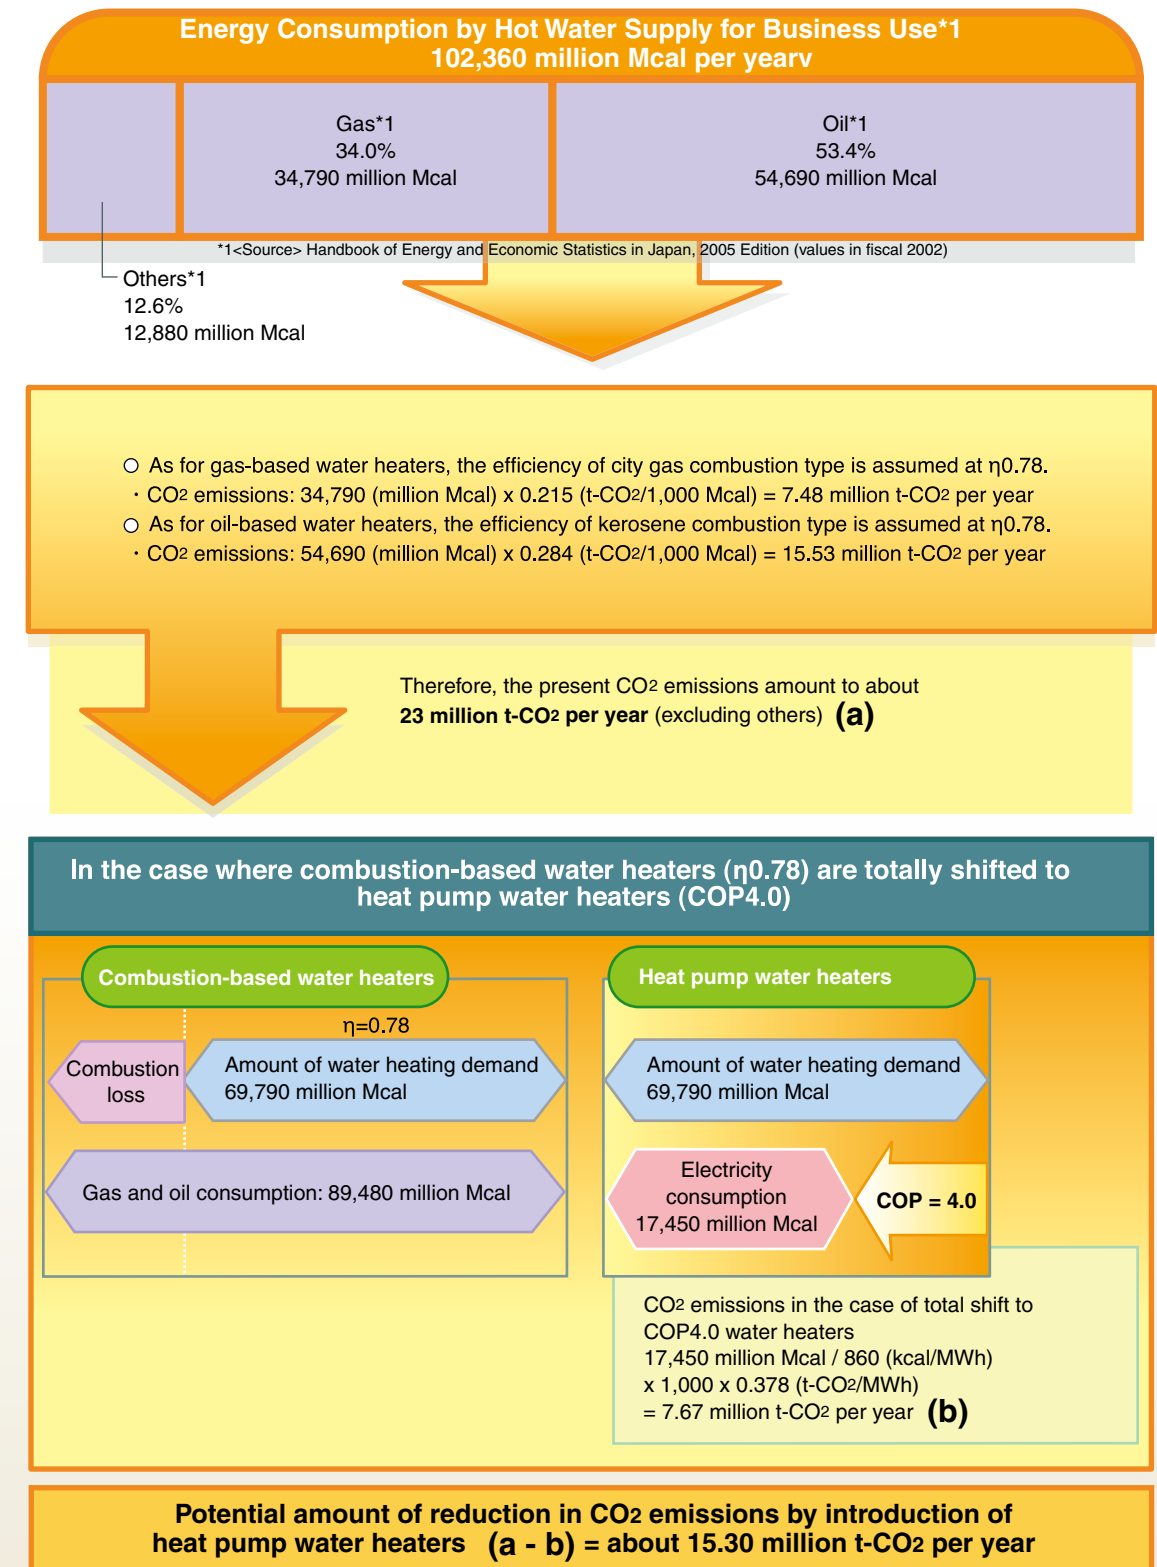 Energy Consumption by Hot Water Supply for Business Use*1
102,360 million Mcal per yearv
Gas*1
34.0%
34,790 million Mcal
Oil*1
53.4%
54,690 million Mcal
*1<Source> Handbook of Energy and Economic Statistics in Japan, 2005 Edition (values in fiscal 2002)
Others*1
12.6%
12,880 million Mcal
○ As for gas-based water heaters, the efficiency of city gas combustion type is assumed at η0.78.
・CO2 emissions: 34,790 (million Mcal) x 0.215 (t-CO2/1,000 Mcal) = 7.48 million t-CO2 per year
○ As for oil-based water heaters, the efficiency of kerosene combustion type is assumed at η0.78.
・CO2 emissions: 54,690 (million Mcal) x 0.284 (t-CO2/1,000 Mcal) = 15.53 million t-CO2 per year
Therefore, the present CO2 emissions amount to about
23 million t-CO2 per year (excluding others) (a)
In the case where combustion-based water heaters (η0.78) are totally shifted to
heat pump water heaters (COP4.0)
Combustion-based water heaters
η=0.78
Combustion
loss
Amount of water heating demand
69,790 million Mcal
Gas and oil consumption: 89,480 million Mcal
Heat pump water heaters
Amount of water heating demand
69,790 million Mcal
Electricity
consumption
17,450 million Mcal
COP = 4.0
CO2 emissions in the case of total shift to
COP4.0 water heaters
17,450 million Mcal / 860 (kcal/MWh)
x 1,000 x 0.378 (t-CO2/MWh)
= 7.67 million t-CO2 per year (b)
Potential amount of reduction in CO2 emissions by introduction of
heat pump water heaters (a - b) = about 15.30 million t-CO2 per year